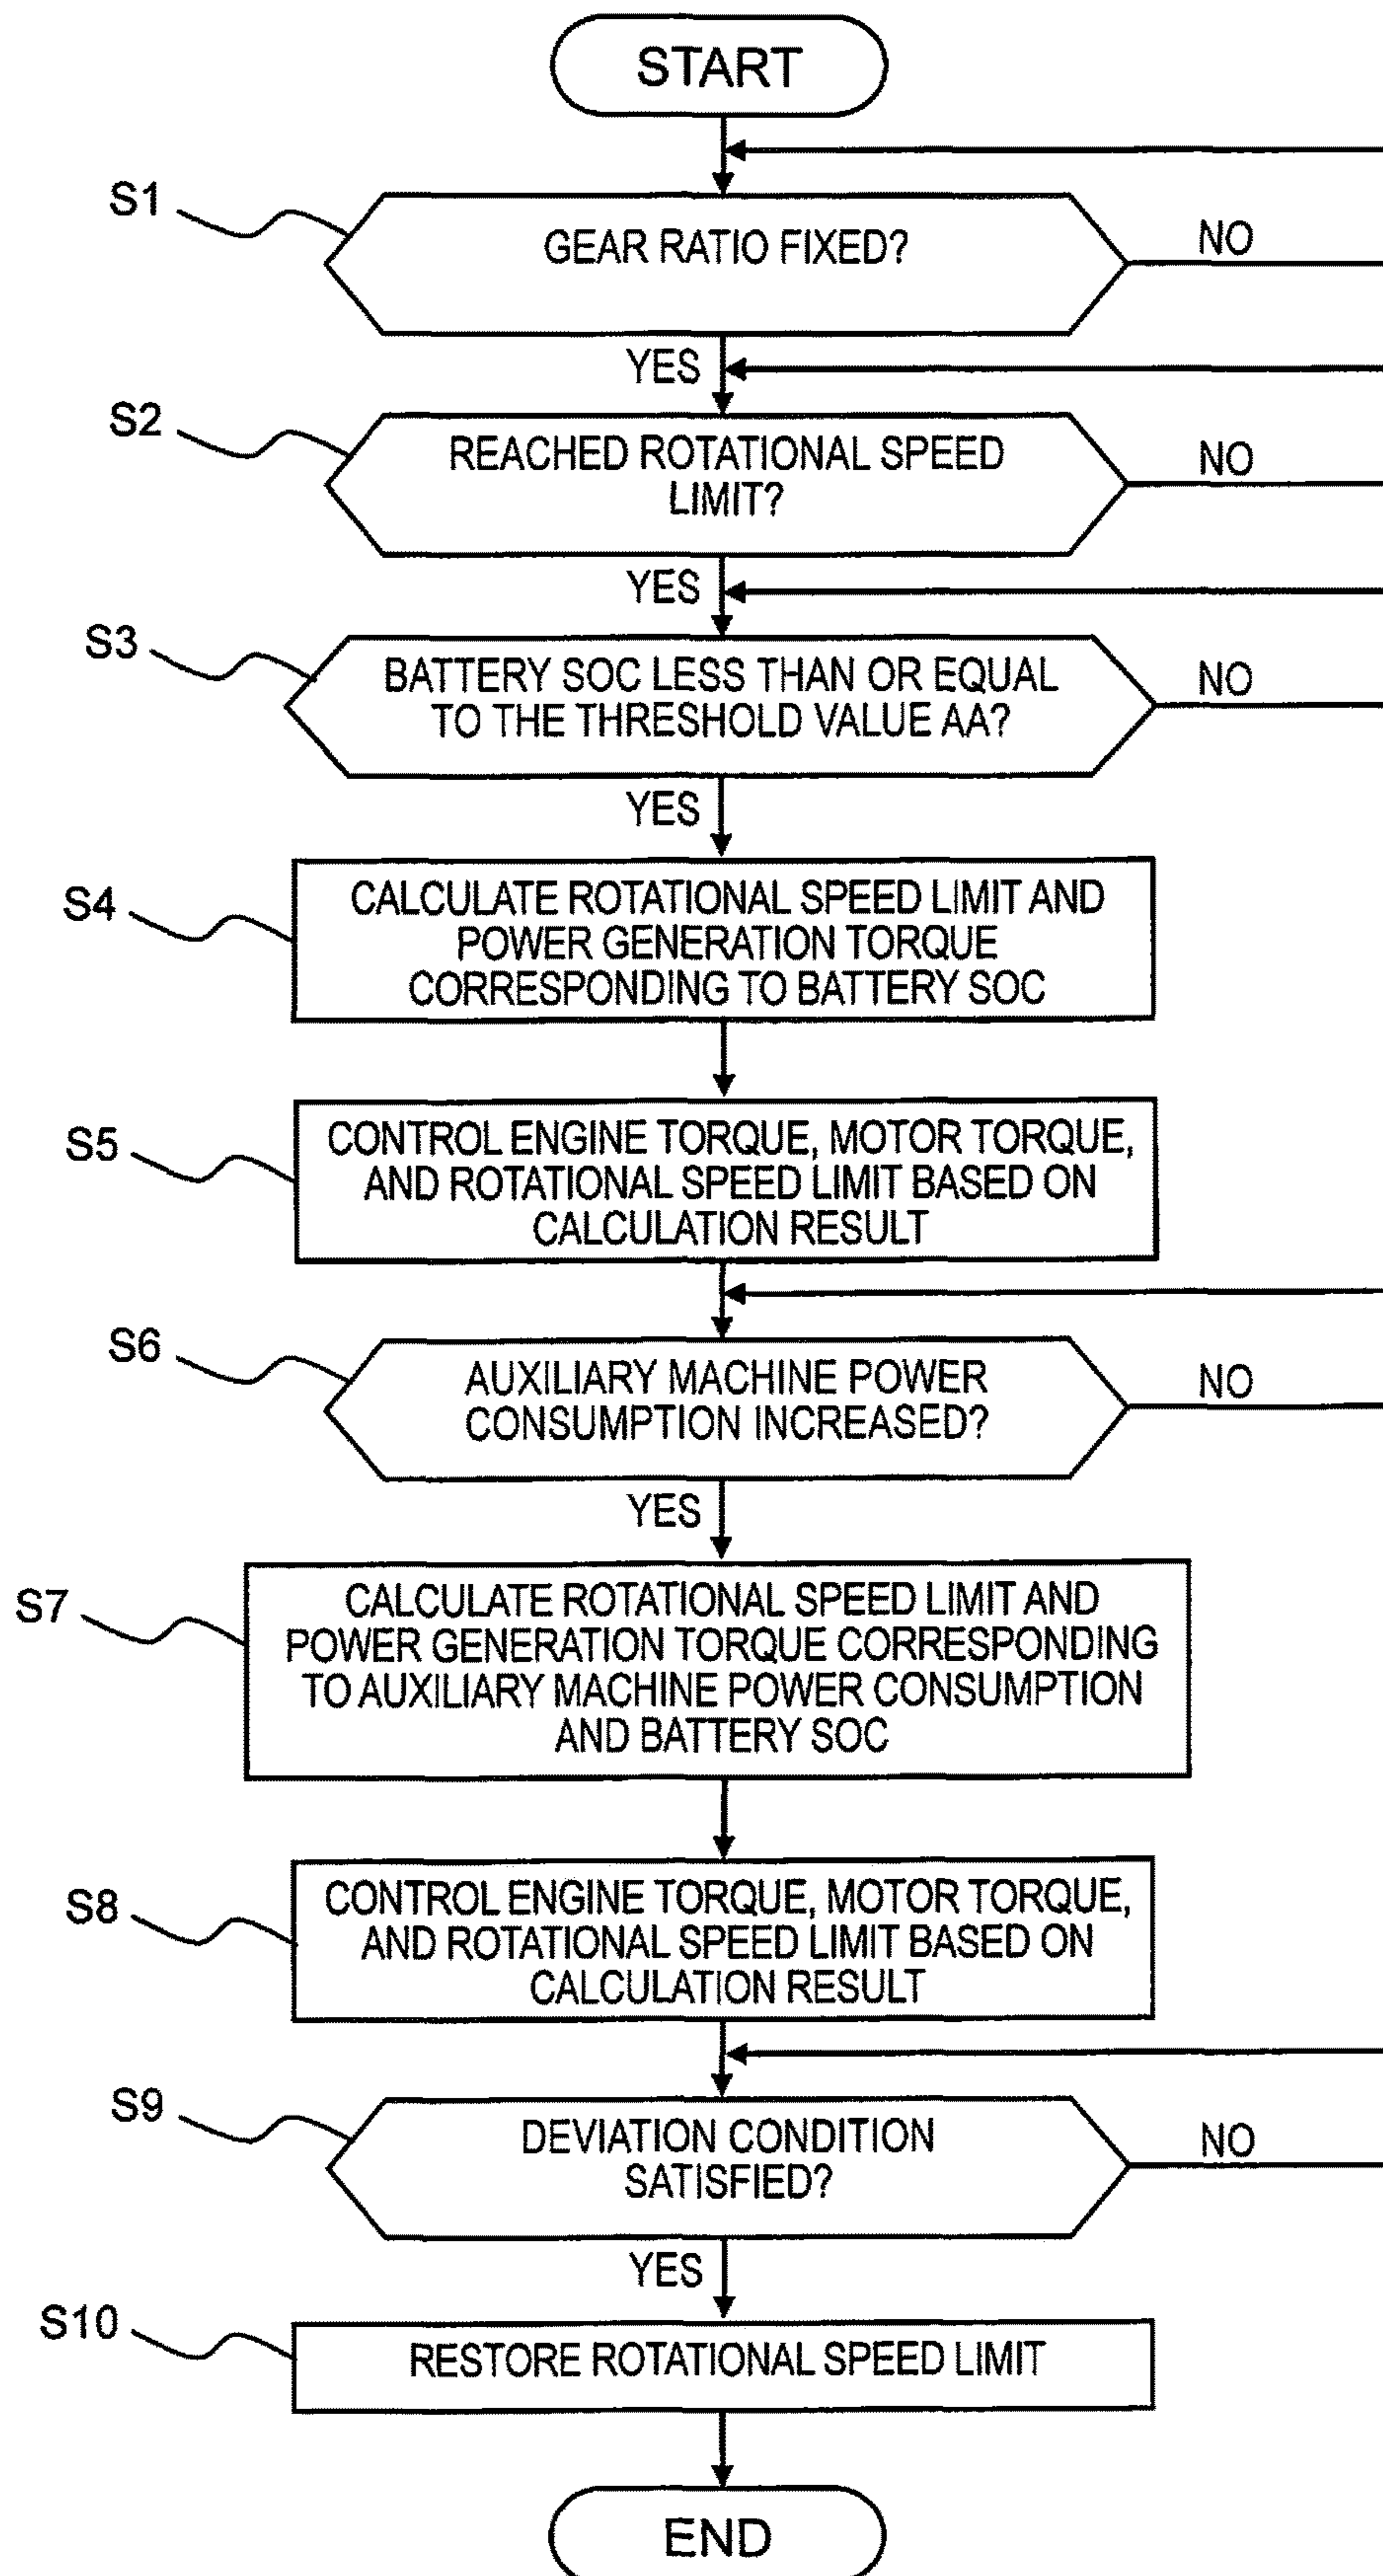 START
S1
GEAR RATIO FIXED?
NO
YES
S2
REACHED ROTATIONAL SPEED
LIMIT?
NO
YES
S3
BATTERY SOC LESS THAN OR EQUAL
TO THE THRESHOLD VALUE AA?
NO
YES
S4
CALCULATE ROTATIONAL SPEED LIMIT AND
POWER GENERATION TORQUE
CORRESPONDING TO BATTERY SOC
S5
CONTROL ENGINE TORQUE, MOTOR TORQUE,
AND ROTATIONAL SPEED LIMIT BASED ON
CALCULATION RESULT
S6
AUXILIARY MACHINE POWER
CONSUMPTION INCREASED?
NO
YES
S7
CALCULATE ROTATIONAL SPEED LIMIT AND
POWER GENERATION TORQUE CORRESPONDING
TO AUXILIARY MACHINE POWER CONSUMPTION
AND BATTERY SOC
S8
CONTROL ENGINE TORQUE, MOTOR TORQUE,
AND ROTATIONAL SPEED LIMIT BASED ON
CALCULATION RESULT
S9
DEVIATION CONDITION
SATISFIED?
NO
YES
S10
RESTORE ROTATIONAL SPEED LIMIT
END